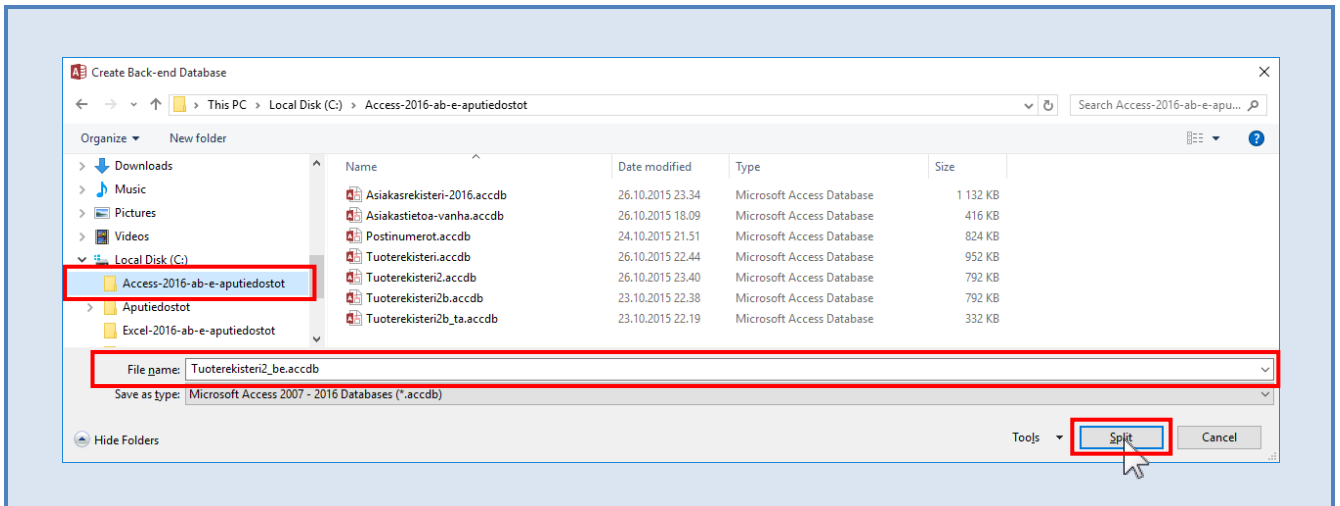 Create Back-end Database
This PC > Local Disk (C:) > Access-2016-ab-e-aputiedostot
Search Access-2016-ab-e-apu...
Organize New folder
Name Date modified Type Size
Downloads
Music
Pictures
Videos
Local Disk (C:)
Access-2016-ab-e-aputiedostot
Aputiedostot
Excel-2016-ab-e-aputiedostot
Asiakasrekisteri-2016.accdb 26.10.2015 23.34 Microsoft Access Database 1 132 KB
Asiakastietoa-vanha.accdb 26.10.2015 18.09 Microsoft Access Database 416 KB
Postinumerot.accdb 24.10.2015 21.51 Microsoft Access Database 824 KB
Tuoterekisteri.accdb 26.10.2015 22.44 Microsoft Access Database 952 KB
Tuoterekisteri2.accdb 26.10.2015 23.40 Microsoft Access Database 792 KB
Tuoterekisteri2b.accdb 23.10.2015 22.38 Microsoft Access Database 792 KB
Tuoterekisteri2b_ta.accdb 23.10.2015 22.19 Microsoft Access Database 332 KB
File name: Tuoterekisteri2_be.accdb
Save as type: Microsoft Access 2007 - 2016 Databases (*.accdb)
Hide Folders Tools Split Cancel